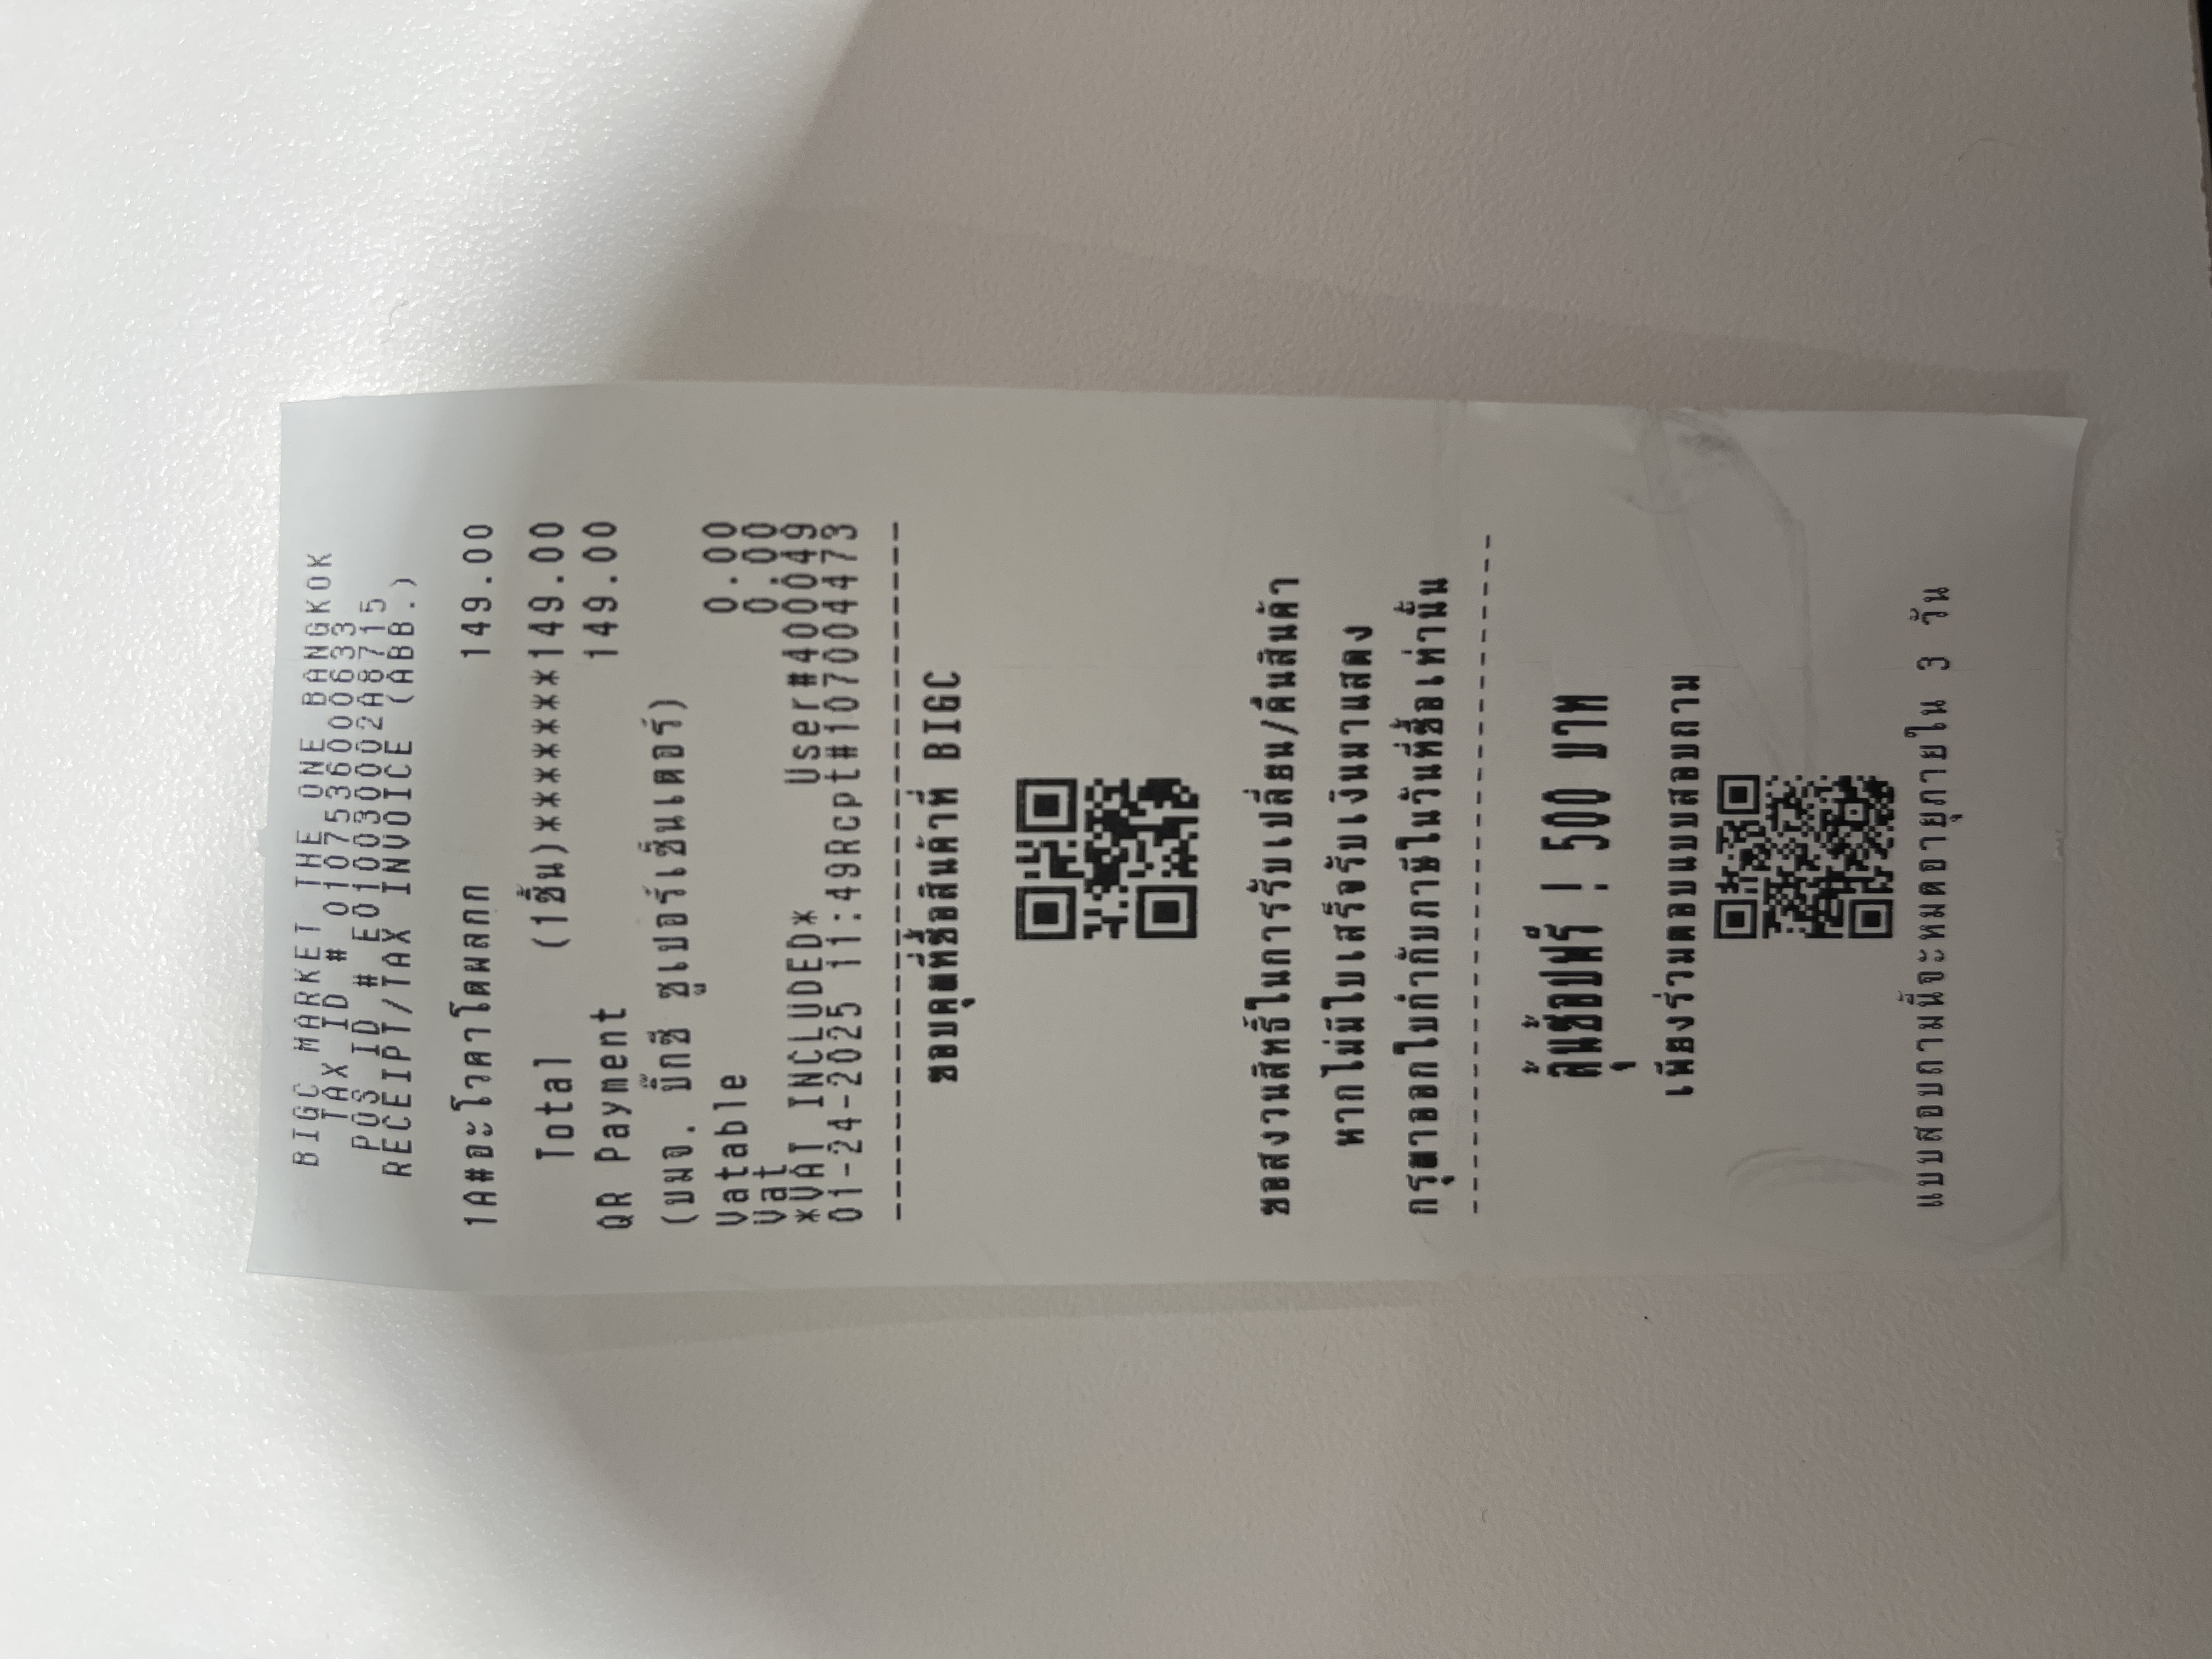 BIGC MARKET THE ONE BANGKOK
TAX ID # 0107536000633
POS ID # E010030002A8715
RECEIPT/TAX INVOICE (ABB.)
1A#อะโวคาโดผลกก 149.00
Total (1ชิ้น)*******149.00
QR Payment 149.00
(บมจ. บิ๊กซี ซูเปอร์เซ็นเตอร์)
Vatable 0.00
Vat 0.00
*VAT INCLUDED* User#400049
01-24-2025 11:49Rcpt#107004473
ขอบคุณที่ซื้อสินค้าที่ BIGC
ขอสงวนสิทธิ์ในการรับเปลี่ยน/คืนสินค้า
หากไม่มีใบเสร็จรับเงินมาแสดง
กรุณาออกใบกำกับภาษีในวันที่ซื้อเท่านั้น
ลุ้นช้อปฟรี ! 500 บาท
เพียงร่วมตอบแบบสอบถาม
แบบสอบถามนี้จะหมดอายุภายใน 3 วัน